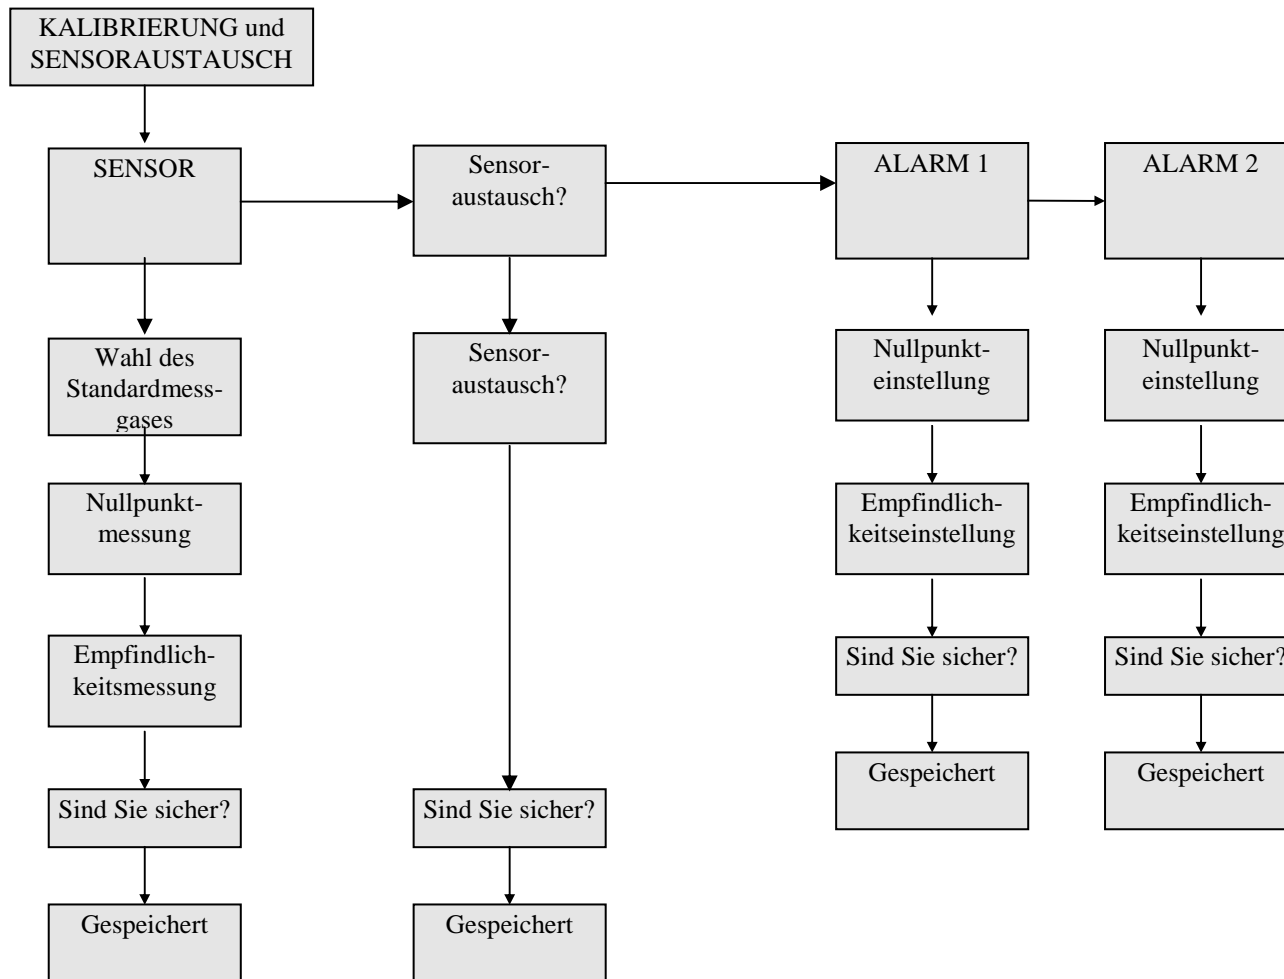 KALIBRIERUNG und
SENSORAUSTAUSCH
SENSOR
Sensor-
austausch?
ALARM 1
ALARM 2
Wahl des
Standardmess-
gases
Sensor-
austausch?
Nullpunkt-
einstellung
Nullpunkt-
einstellung
Nullpunkt-
messung
Empfindlich-
keitseinstellung
Empfindlich-
keitseinstellung
Empfindlich-
keitsmessung
Sind Sie sicher?
Sind Sie sicher?
Gespeichert
Gespeichert
Sind Sie sicher?
Sind Sie sicher?
Gespeichert
Gespeichert